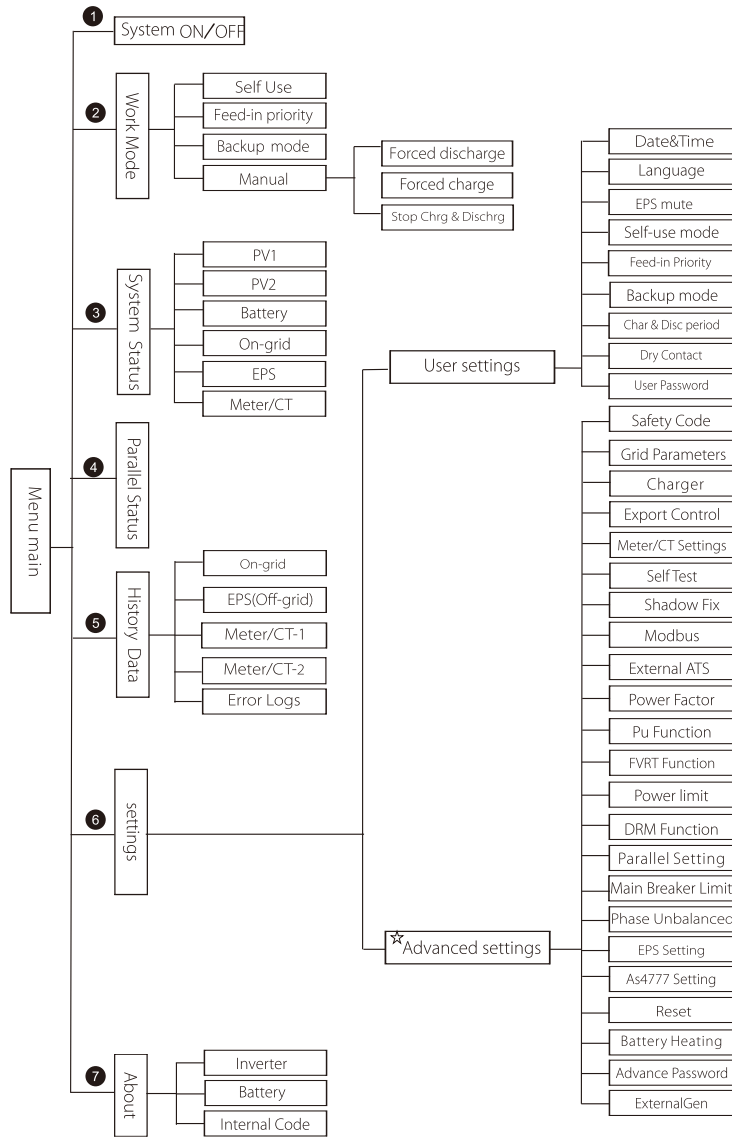 Menu main
1
System ON/OFF
2
Work Mode
Self Use
Feed-in priority
Backup mode
Manual
Forced discharge
Forced charge
Stop Chrg & Dischrg
3
System Status
PV1
PV2
Battery
On-grid
EPS
Meter/CT
4
Parallel Status
5
History Data
On-grid
EPS(Off-grid)
Meter/CT-1
Meter/CT-2
Error Logs
6
settings
User settings
Date&Time
Language
EPS mute
Self-use mode
Feed-in Priority
Backup mode
Char & Disc period
Dry Contact
User Password
☆Advanced settings
Safety Code
Grid Parameters
Charger
Export Control
Meter/CT Settings
Self Test
Shadow Fix
Modbus
External ATS
Power Factor
Pu Function
FVRT Function
Power limit
DRM Function
Parallel Setting
Main Breaker Limit
Phase Unbalanced
EPS Setting
As4777 Setting
Reset
Battery Heating
Advance Password
ExternalGen
7
About
Inverter
Battery
Internal Code